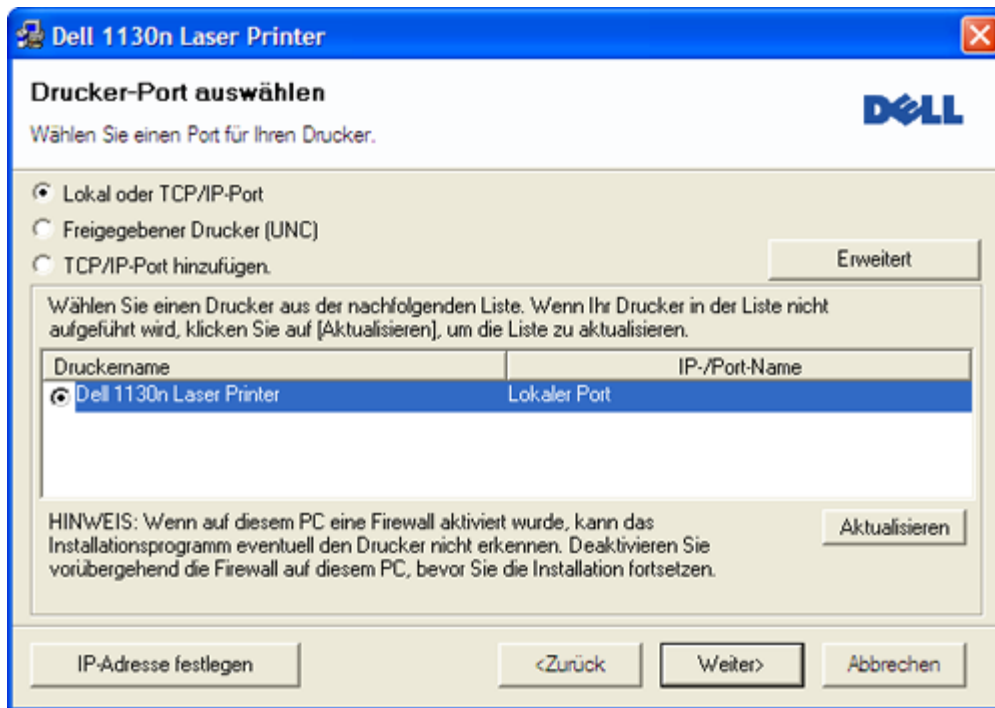 Dell 1130n Laser Printer
Drucker-Port auswählen
DELL
Wählen Sie einen Port für Ihren Drucker.
Lokal oder TCP/IP-Port
Freigegebener Drucker (UNC)
TCP/IP-Port hinzufügen.
Erweitert
Wählen Sie einen Drucker aus der nachfolgenden Liste. Wenn Ihr Drucker in der Liste nicht
aufgeführt wird, klicken Sie auf [Aktualisieren], um die Liste zu aktualisieren.
Druckername IP-/Port-Name
Dell 1130n Laser Printer Lokaler Port
HINWEIS: Wenn auf diesem PC eine Firewall aktiviert wurde, kann das
Installationsprogramm eventuell den Drucker nicht erkennen. Deaktivieren Sie
vorübergehend die Firewall auf diesem PC, bevor Sie die Installation fortsetzen.
Aktualisieren
IP-Adresse festlegen <Zurück Weiter> Abbrechen